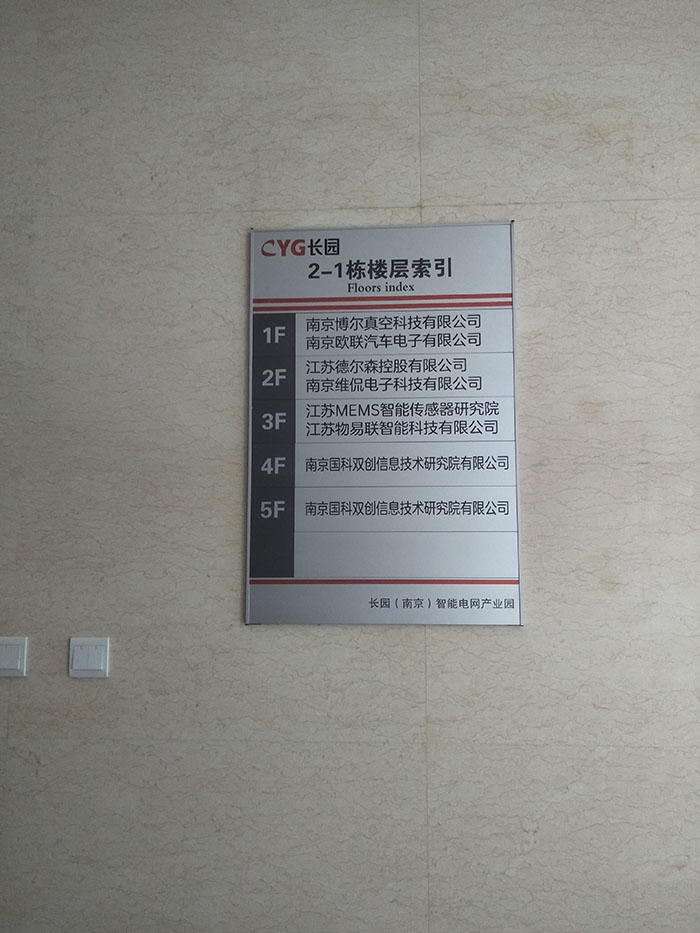 CYG长园
2-1栋楼层索引
Floors index
1F
南京博尔真空科技有限公司
南京欧联汽车电子有限公司
2F
江苏德尔森控股有限公司
南京维侃电子科技有限公司
3F
江苏MEMS智能传感器研究院
江苏物易联智能科技有限公司
4F
南京国科双创信息技术研究院有限公司
5F
南京国科双创信息技术研究院有限公司
长园（南京）智能电网产业园